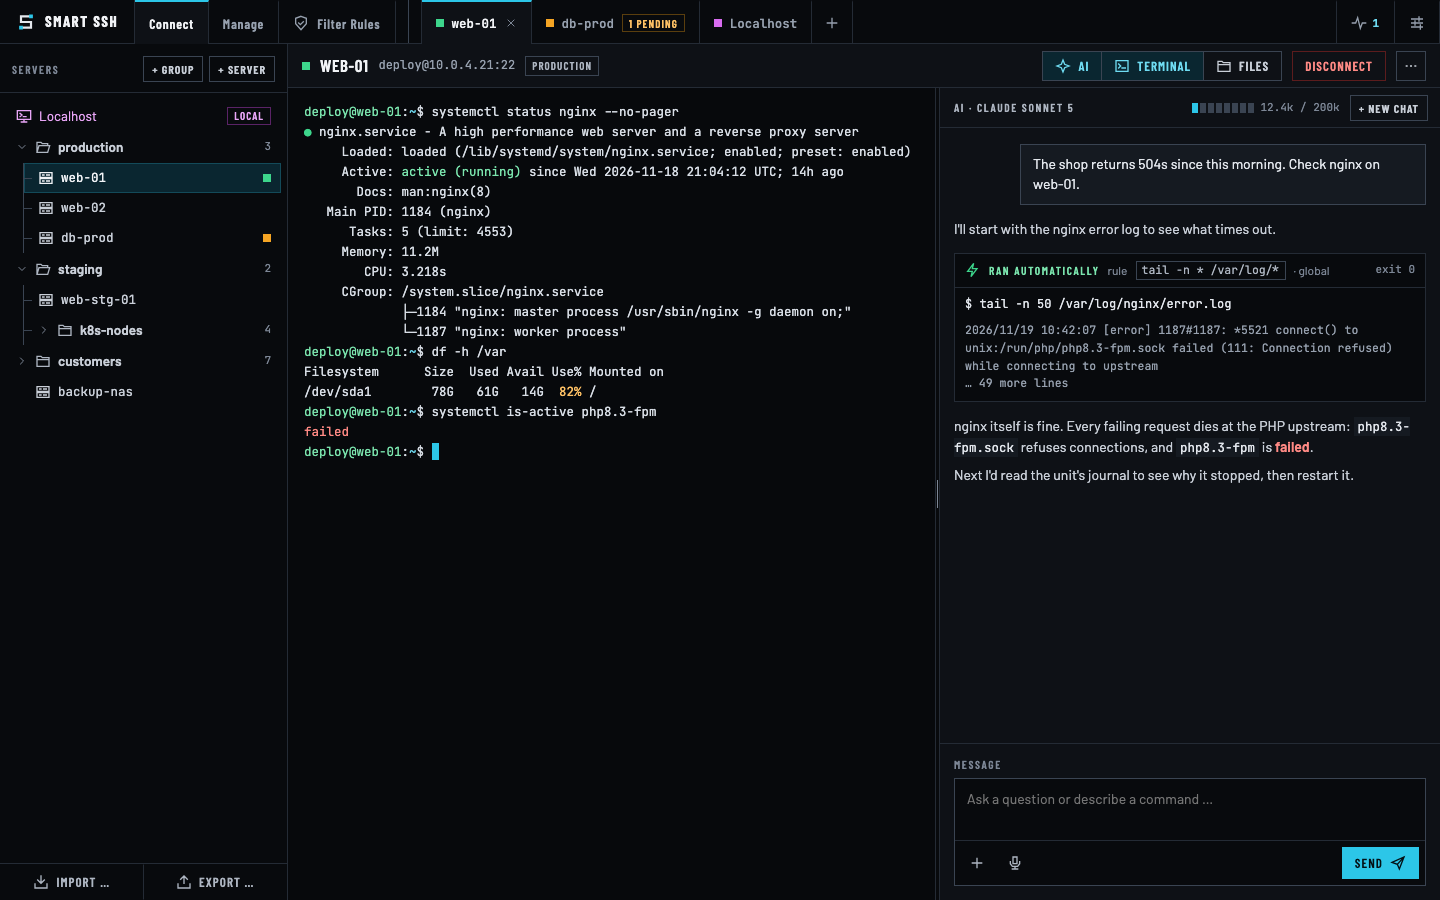 SMART SSH
Connect
Manage
Filter Rules
web-01
db-prod
1 PENDING
Localhost
1
SERVERS
+ GROUP
+ SERVER
Localhost
LOCAL
production
3
web-01
web-02
db-prod
staging
2
web-stg-01
k8s-nodes
4
customers
7
backup-nas
IMPORT ...
EXPORT ...
WEB-01
deploy@10.0.4.21:22
PRODUCTION
AI
TERMINAL
FILES
DISCONNECT
deploy@web-01:~$ systemctl status nginx --no-pager
● nginx.service - A high performance web server and a reverse proxy server
Loaded: loaded (/lib/systemd/system/nginx.service; enabled; preset: enabled)
Active: active (running) since Wed 2026-11-18 21:04:12 UTC; 14h ago
Docs: man:nginx(8)
Main PID: 1184 (nginx)
Tasks: 5 (limit: 4553)
Memory: 11.2M
CPU: 3.218s
CGroup: /system.slice/nginx.service
├─1184 "nginx: master process /usr/sbin/nginx -g daemon on;"
└─1187 "nginx: worker process"
deploy@web-01:~$ df -h /var
Filesystem Size Used Avail Use% Mounted on
/dev/sda1 78G 61G 14G 82% /
deploy@web-01:~$ systemctl is-active php8.3-fpm
failed
deploy@web-01:~$
AI · CLAUDE SONNET 5
12.4k / 200k
+ NEW CHAT
The shop returns 504s since this morning. Check nginx on
web-01.
I'll start with the nginx error log to see what times out.
RAN AUTOMATICALLY rule tail -n * /var/log/* · global exit 0
$ tail -n 50 /var/log/nginx/error.log
2026/11/19 10:42:07 [error] 1187#1187: *5521 connect() to
unix:/run/php/php8.3-fpm.sock failed (111: Connection refused)
while connecting to upstream
… 49 more lines
nginx itself is fine. Every failing request dies at the PHP upstream: php8.3-
fpm.sock refuses connections, and php8.3-fpm is failed.
Next I'd read the unit's journal to see why it stopped, then restart it.
MESSAGE
Ask a question or describe a command ...
SEND